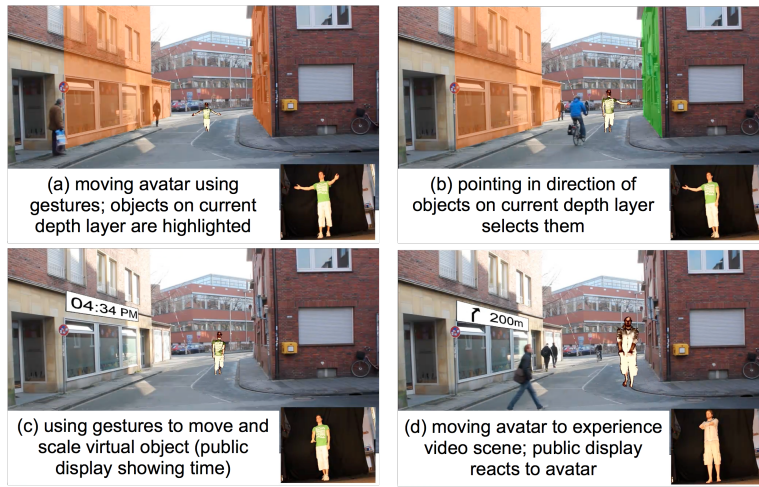 (a) moving avatar using
gestures; objects on current
depth layer are highlighted
(b) pointing in direction of
objects on current depth layer
selects them
04:34 PM
(c) using gestures to move and
scale virtual object (public
display showing time)
200m
(d) moving avatar to experience
video scene; public display
reacts to avatar